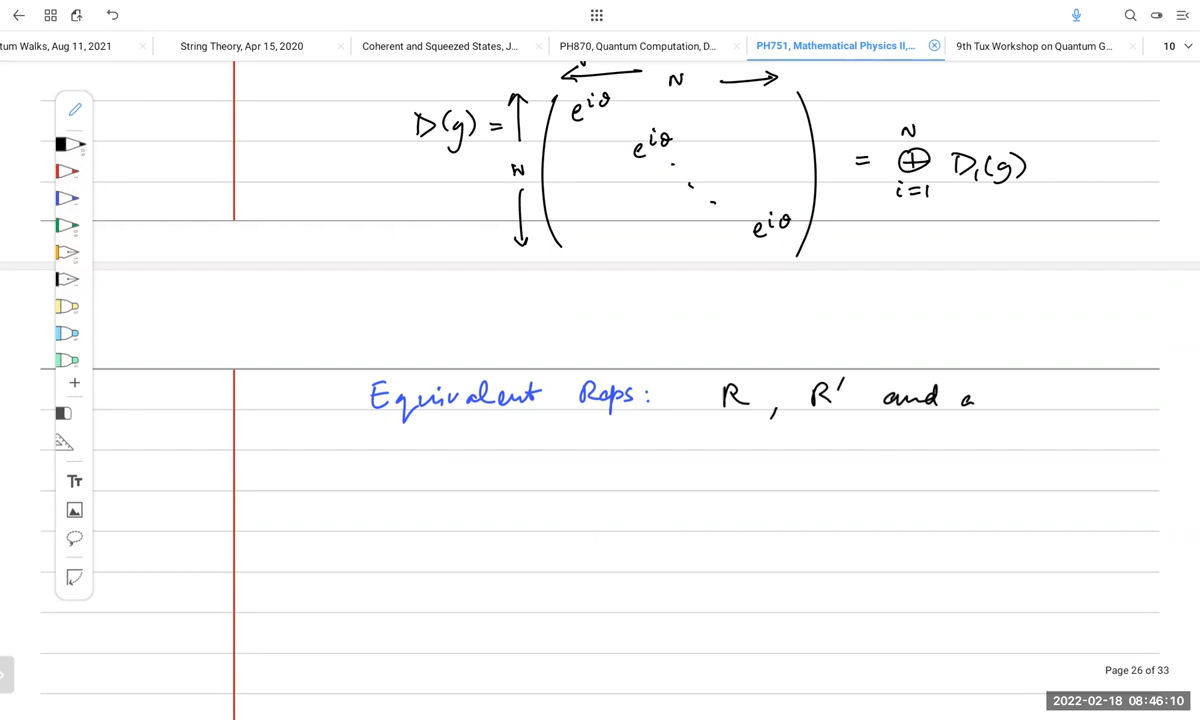 tum Walks, Aug 11, 2021
String Theory, Apr 15, 2020
Coherent and Squeezed States, J...
PH870, Quantum Computation, D...
PH751, Mathematical Physics II,...
9th Tux Workshop on Quantum G...
10
N
D(g) = N ( e^{iθ} e^{iθ} ⋱ e^{iθ} ) = ⊕_{i=1}^{N} D_1(g)
Equivalent Reps: R, R' and a
Tт
Page 26 of 33
2022-02-18 08:46:10